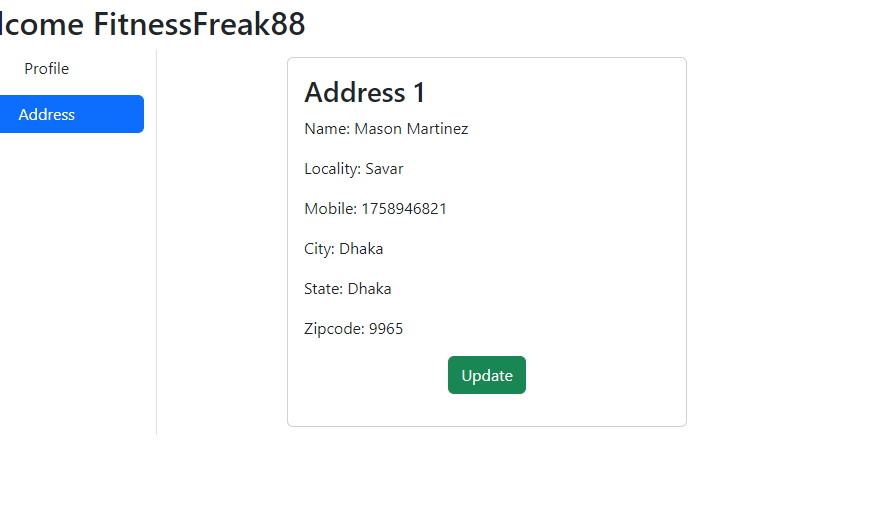 lcome FitnessFreak88
Profile
Address
Address 1
Name: Mason Martinez
Locality: Savar
Mobile: 1758946821
City: Dhaka
State: Dhaka
Zipcode: 9965
Update